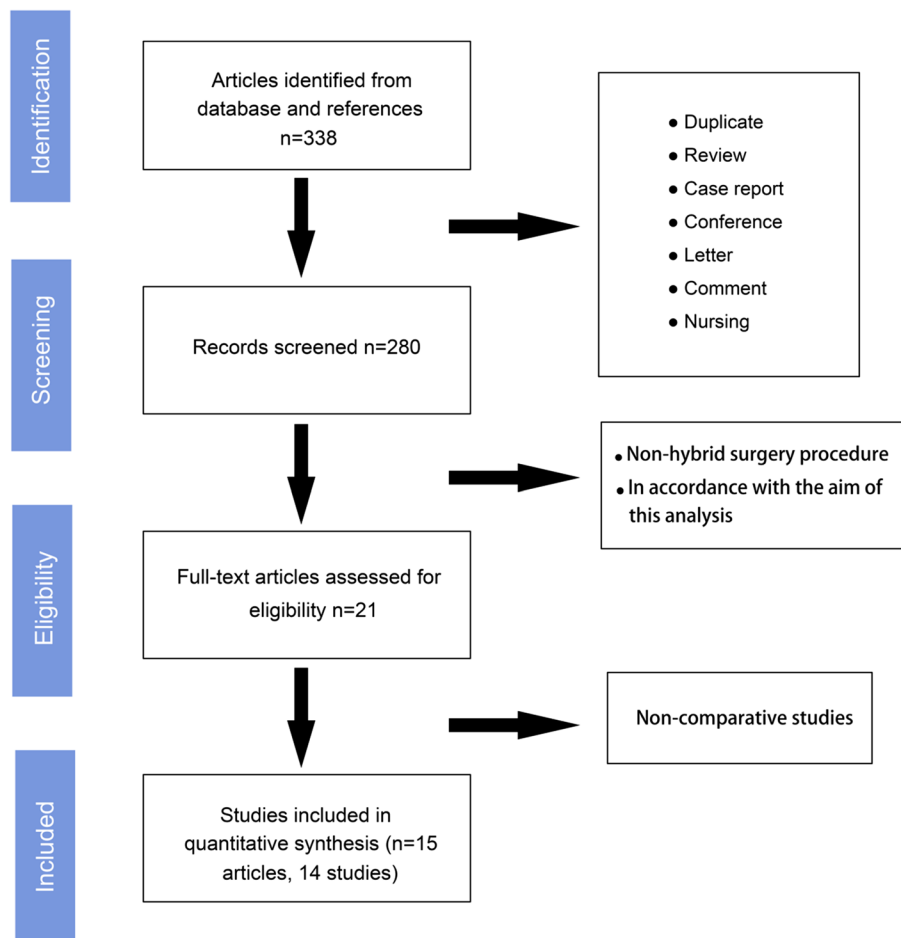 Identification
Articles identified from
database and references
n=338
● Duplicate
● Review
● Case report
● Conference
● Letter
● Comment
● Nursing
Screening
Records screened n=280
● Non-hybrid surgery procedure
● In accordance with the aim of
this analysis
Eligibility
Full-text articles assessed for
eligibility n=21
Non-comparative studies
Included
Studies included in
quantitative synthesis (n=15
articles, 14 studies)